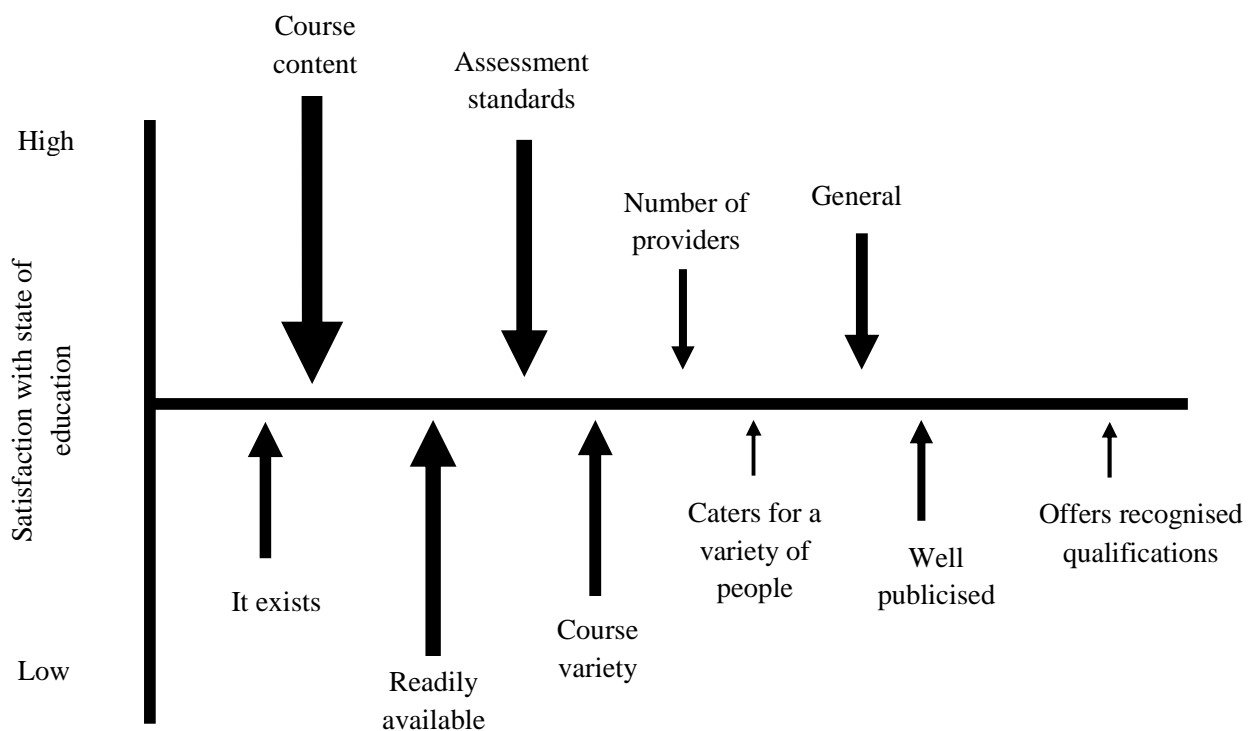 Course
content
Assessment
standards
High
General
Number of
providers
Satisfaction with state of
education
Caters for a
variety of
people
Offers recognised
qualifications
Well
publicised
It exists
Course
variety
Low
Readily
available